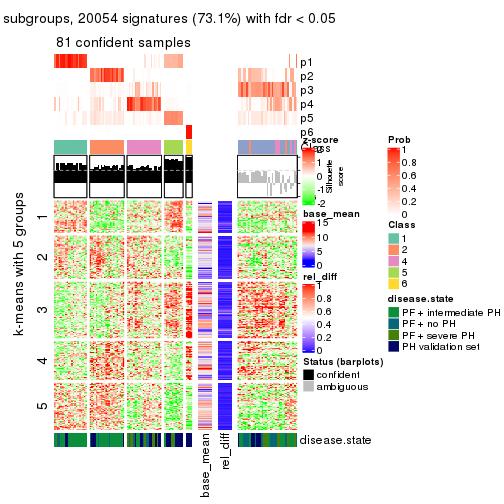 subgroups, 20054 signatures (73.1%) with fdr < 0.05
81 confident samples
p1
p2
p3
p4
p5
p6
Class
Silhouette
score
k-means with 5 groups
1
2
3
4
5
base_mean
rel_diff
disease.state
z-score
2
1
0
-1
-2
base_mean
15
10
5
0
rel_diff
1
0.8
0.6
0.4
0.2
0
Status (barplots)
confident
ambiguous
Prob
1
0.8
0.6
0.4
0.2
0
Class
1
2
4
5
6
disease.state
PF + intermediate PH
PF + no PH
PF + severe PH
PH validation set